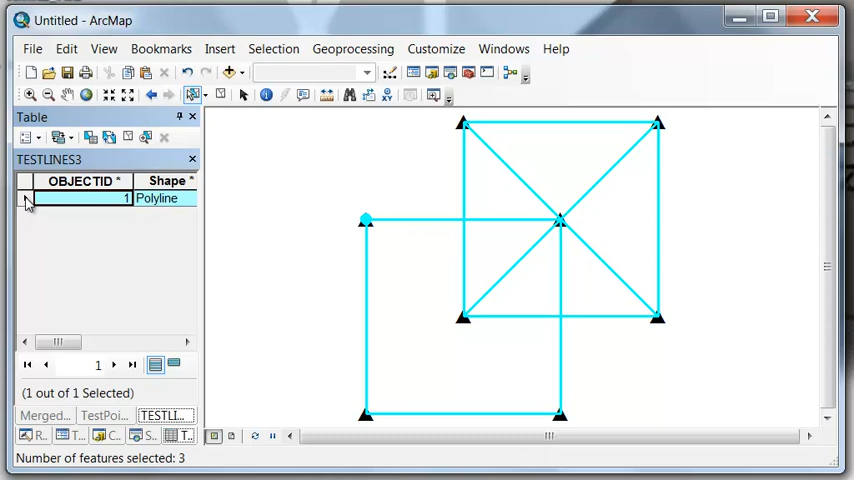 Untitled - ArcMap
File Edit View Bookmarks Insert Selection Geoprocessing Customize Windows Help
Table
TESTLINES3
OBJECTID * Shape *
1 Polyline
1
(1 out of 1 Selected)
Merged... TestPoi... TESTLI...
R... T... C... S... T...
Number of features selected: 3